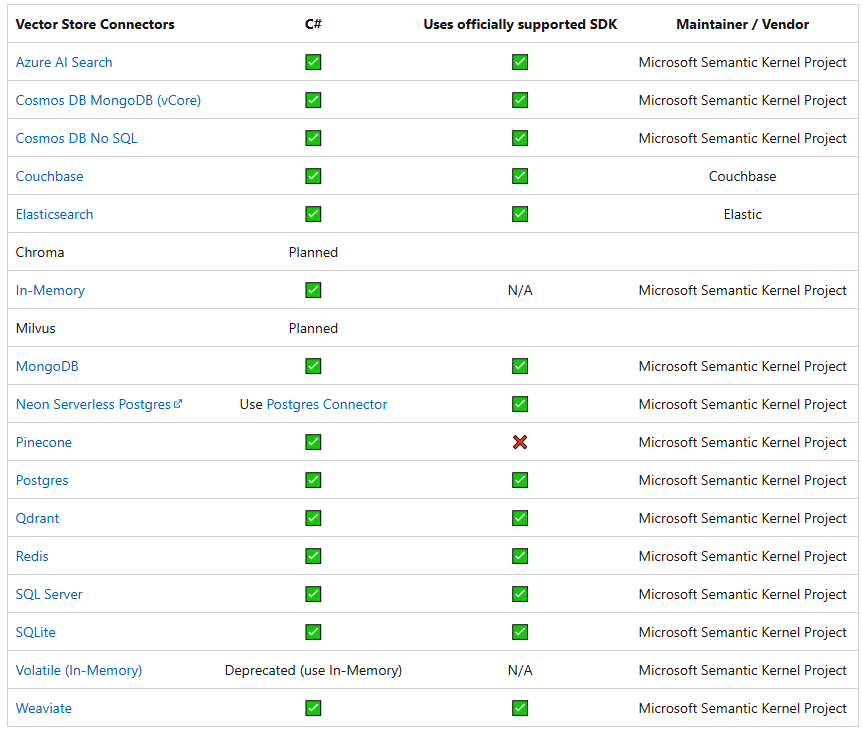 Vector Store Connectors C# Uses officially supported SDK Maintainer / Vendor
Azure AI Search ✅ ✅ Microsoft Semantic Kernel Project
Cosmos DB MongoDB (vCore) ✅ ✅ Microsoft Semantic Kernel Project
Cosmos DB No SQL ✅ ✅ Microsoft Semantic Kernel Project
Couchbase ✅ ✅ Couchbase
Elasticsearch ✅ ✅ Elastic
Chroma Planned
In-Memory ✅ N/A Microsoft Semantic Kernel Project
Milvus Planned
MongoDB ✅ ✅ Microsoft Semantic Kernel Project
Neon Serverless Postgres Use Postgres Connector ✅ Microsoft Semantic Kernel Project
Pinecone ✅ ❌ Microsoft Semantic Kernel Project
Postgres ✅ ✅ Microsoft Semantic Kernel Project
Qdrant ✅ ✅ Microsoft Semantic Kernel Project
Redis ✅ ✅ Microsoft Semantic Kernel Project
SQL Server ✅ ✅ Microsoft Semantic Kernel Project
SQLite ✅ ✅ Microsoft Semantic Kernel Project
Volatile (In-Memory) Deprecated (use In-Memory) N/A Microsoft Semantic Kernel Project
Weaviate ✅ ✅ Microsoft Semantic Kernel Project